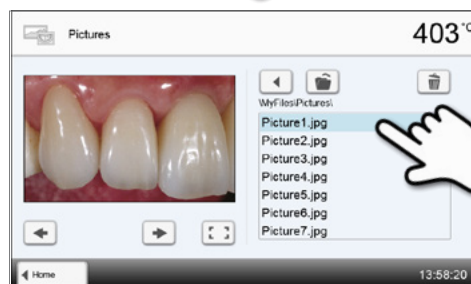 Pictures
403 °C
\MyFiles\Pictures\
Picture1.jpg
Picture2.jpg
Picture3.jpg
Picture4.jpg
Picture5.jpg
Picture6.jpg
Picture7.jpg
Home
13:58:20